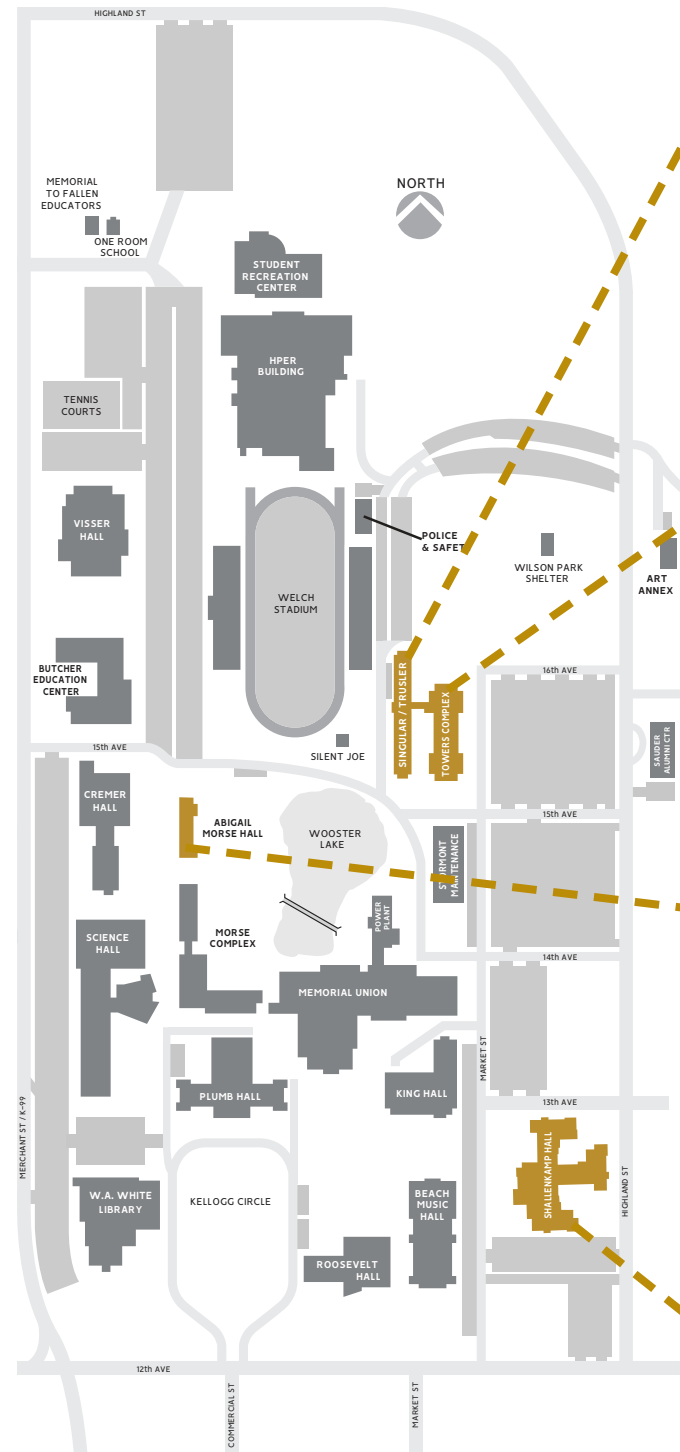 HIGHLAND ST
MEMORIAL
TO FALLEN
EDUCATORS
NORTH
ONE ROOM
SCHOOL
STUDENT
RECREATION
CENTER
HPER
BUILDING
TENNIS
COURTS
VISSER
HALL
POLICE
& SAFETY
WILSON PARK
SHELTER
ART
ANNEX
WELCH
STADIUM
BUTCHER
EDUCATION
CENTER
SINGULAR / TRUSLER
TOWERS COMPLEX
16th AVE
SAUDER
ALUMNI CTR
15th AVE
SILENT JOE
CREMER
HALL
ABIGAIL
MORSE HALL
WOOSTER
LAKE
15th AVE
STORMONT
MAINTENANCE
POWER
PLANT
SCIENCE
HALL
MORSE
COMPLEX
14th AVE
MEMORIAL UNION
MARKET ST
PLUMB HALL
KING HALL
13th AVE
MERCHANT ST / K-99
SHALLENKAMP HALL
HIGHLAND ST
W.A. WHITE
LIBRARY
KELLOGG CIRCLE
BEACH
MUSIC
HALL
ROOSEVELT
HALL
12th AVE
COMMERCIAL ST
MARKET ST